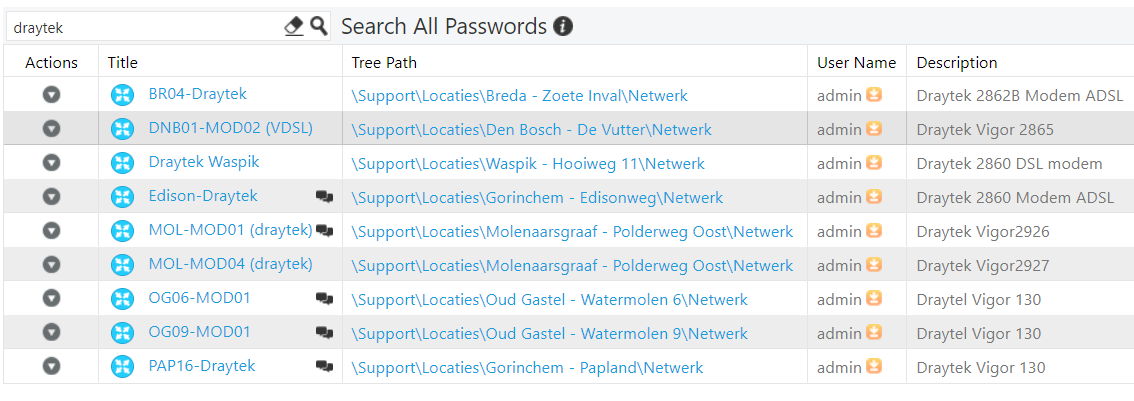 draytek Search All Passwords
Actions Title Tree Path User Name Description
BR04-Draytek \Support\Locaties\Breda - Zoete Inval\Netwerk admin Draytek 2862B Modem ADSL
DNB01-MOD02 (VDSL) \Support\Locaties\Den Bosch - De Vutter\Netwerk admin Draytek Vigor 2865
Draytek Waspik \Support\Locaties\Waspik - Hooiweg 11\Netwerk admin Draytek 2860 DSL modem
Edison-Draytek \Support\Locaties\Gorinchem - Edisonweg\Netwerk admin Draytek 2860 Modem ADSL
MOL-MOD01 (draytek) \Support\Locaties\Molenaarsgraaf - Polderweg Oost\Netwerk admin Draytek Vigor2926
MOL-MOD04 (draytek) \Support\Locaties\Molenaarsgraaf - Polderweg Oost\Netwerk admin Draytek Vigor2927
OG06-MOD01 \Support\Locaties\Oud Gastel - Watermolen 6\Netwerk admin Draytel Vigor 130
OG09-MOD01 \Support\Locaties\Oud Gastel - Watermolen 9\Netwerk admin Draytel Vigor 130
PAP16-Draytek \Support\Locaties\Gorinchem - Papland\Netwerk admin Draytek Vigor 130